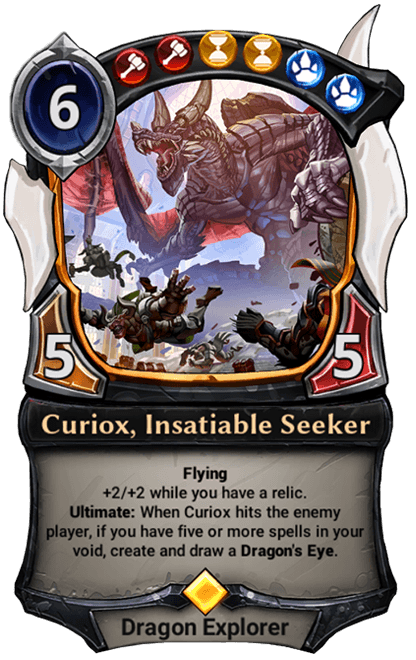 6
5
5
Curiox, Insatiable Seeker
Flying
+2/+2 while you have a relic.
Ultimate: When Curiox hits the enemy
player, if you have five or more spells in your
void, create and draw a Dragon's Eye.
Dragon Explorer